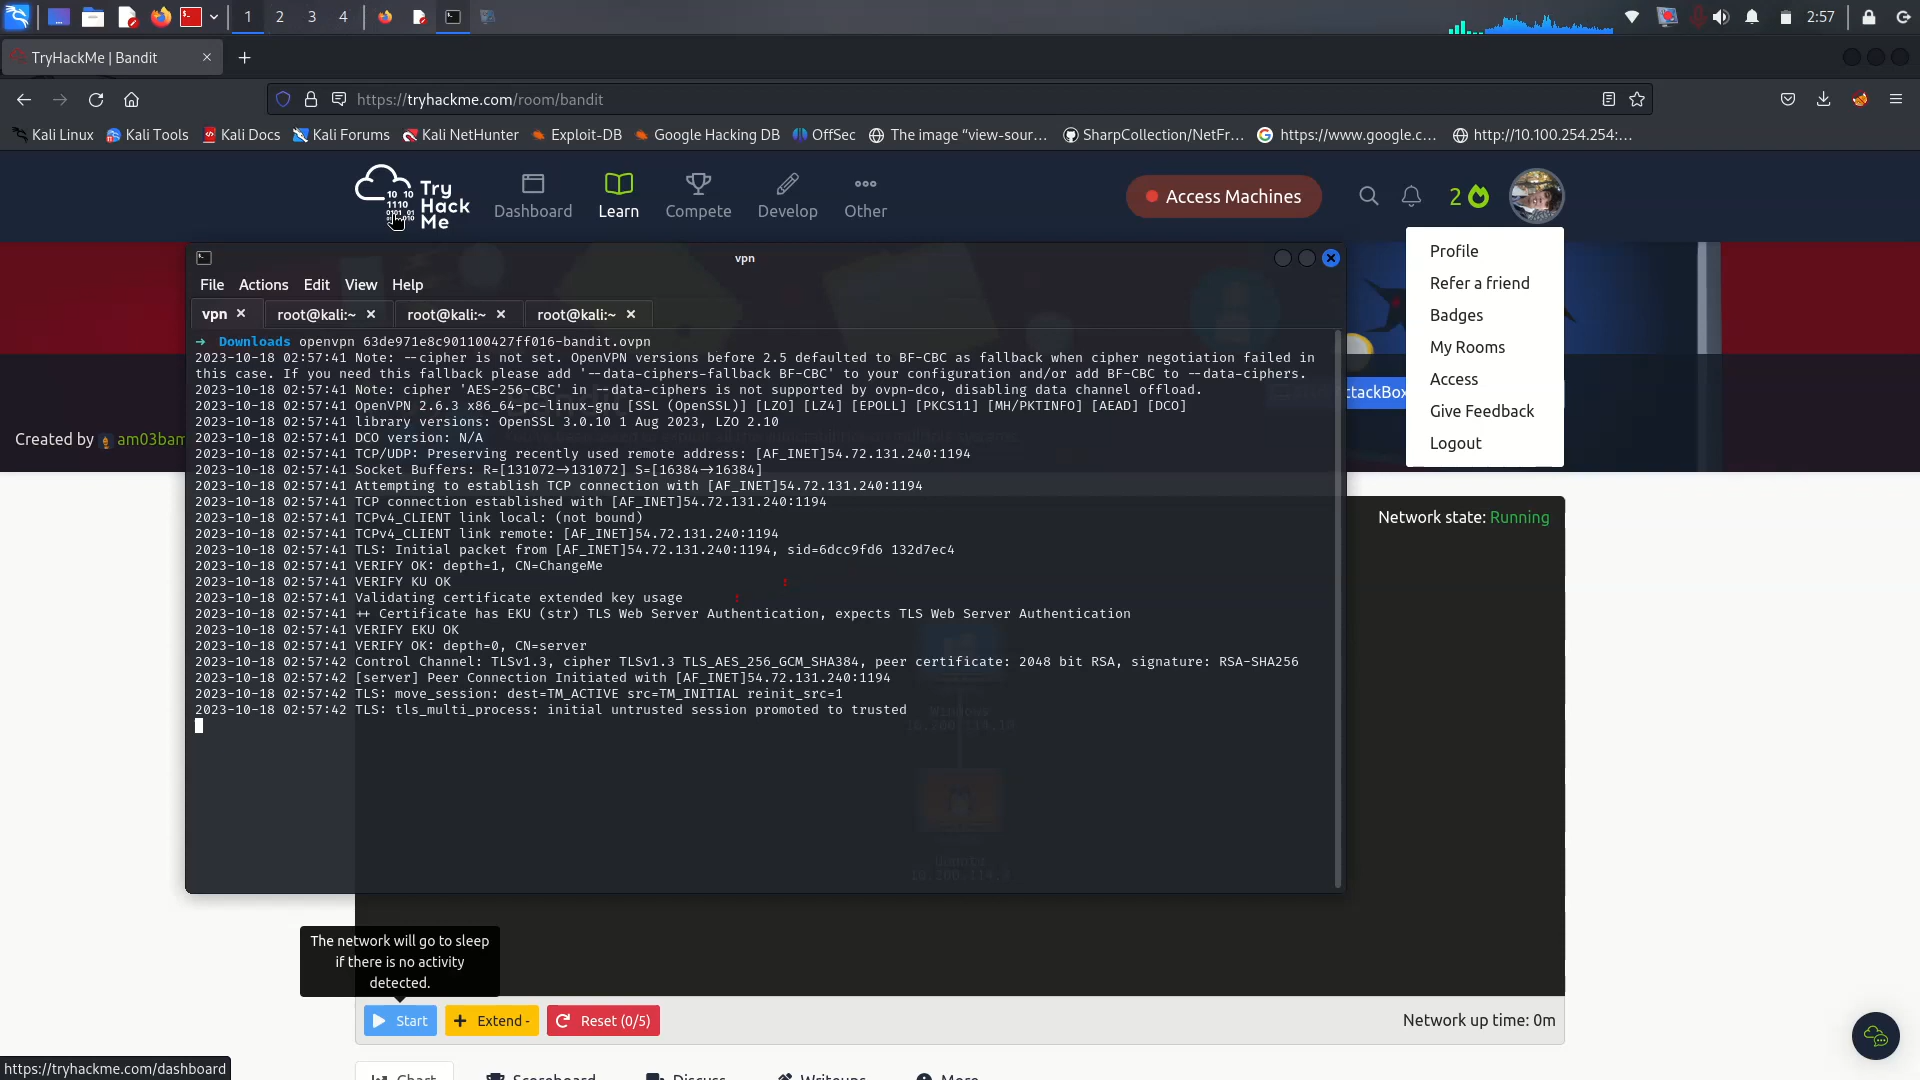 1 2 3 4
2:57
TryHackMe | Bandit
https://tryhackme.com/room/bandit
Kali Linux Kali Tools Kali Docs Kali Forums Kali NetHunter Exploit-DB Google Hacking DB OffSec The image “view-sour… SharpCollection/NetFr… https://www.google.c… http://10.100.254.254:…
Try
Hack
Me
Dashboard Learn Compete Develop Other
Access Machines
2
Profile
Refer a friend
Badges
My Rooms
Access
Give Feedback
Logout
vpn
File Actions Edit View Help
vpn root@kali:~ root@kali:~ root@kali:~
→ Downloads openvpn 63de971e8c901100427ff016-bandit.ovpn
2023-10-18 02:57:41 Note: --cipher is not set. OpenVPN versions before 2.5 defaulted to BF-CBC as fallback when cipher negotiation failed in
this case. If you need this fallback please add '--data-ciphers-fallback BF-CBC' to your configuration and/or add BF-CBC to --data-ciphers.
2023-10-18 02:57:41 Note: cipher 'AES-256-CBC' in --data-ciphers is not supported by ovpn-dco, disabling data channel offload.
2023-10-18 02:57:41 OpenVPN 2.6.3 x86_64-pc-linux-gnu [SSL (OpenSSL)] [LZO] [LZ4] [EPOLL] [PKCS11] [MH/PKTINFO] [AEAD] [DCO]
2023-10-18 02:57:41 library versions: OpenSSL 3.0.10 1 Aug 2023, LZO 2.10
2023-10-18 02:57:41 DCO version: N/A
2023-10-18 02:57:41 TCP/UDP: Preserving recently used remote address: [AF_INET]54.72.131.240:1194
2023-10-18 02:57:41 Socket Buffers: R=[131072→131072] S=[16384→16384]
2023-10-18 02:57:41 Attempting to establish TCP connection with [AF_INET]54.72.131.240:1194
2023-10-18 02:57:41 TCP connection established with [AF_INET]54.72.131.240:1194
2023-10-18 02:57:41 TCPv4_CLIENT link local: (not bound)
2023-10-18 02:57:41 TCPv4_CLIENT link remote: [AF_INET]54.72.131.240:1194
2023-10-18 02:57:41 TLS: Initial packet from [AF_INET]54.72.131.240:1194, sid=6dcc9fd6 132d7ec4
2023-10-18 02:57:41 VERIFY OK: depth=1, CN=ChangeMe
2023-10-18 02:57:41 VERIFY KU OK
2023-10-18 02:57:41 Validating certificate extended key usage
2023-10-18 02:57:41 ++ Certificate has EKU (str) TLS Web Server Authentication, expects TLS Web Server Authentication
2023-10-18 02:57:41 VERIFY EKU OK
2023-10-18 02:57:41 VERIFY OK: depth=0, CN=server
2023-10-18 02:57:42 Control Channel: TLSv1.3, cipher TLSv1.3 TLS_AES_256_GCM_SHA384, peer certificate: 2048 bit RSA, signature: RSA-SHA256
2023-10-18 02:57:42 [server] Peer Connection Initiated with [AF_INET]54.72.131.240:1194
2023-10-18 02:57:42 TLS: move_session: dest=TM_ACTIVE src=TM_INITIAL reinit_src=1
2023-10-18 02:57:42 TLS: tls_multi_process: initial untrusted session promoted to trusted
ttackBox
Created by am03bam
Network state: Running
Windows
Ubuntu
The network will go to sleep
if there is no activity
detected.
Start Extend - Reset (0/5)
Network up time: 0m
https://tryhackme.com/dashboard
Chart Scoreboard Discuss Writeups More